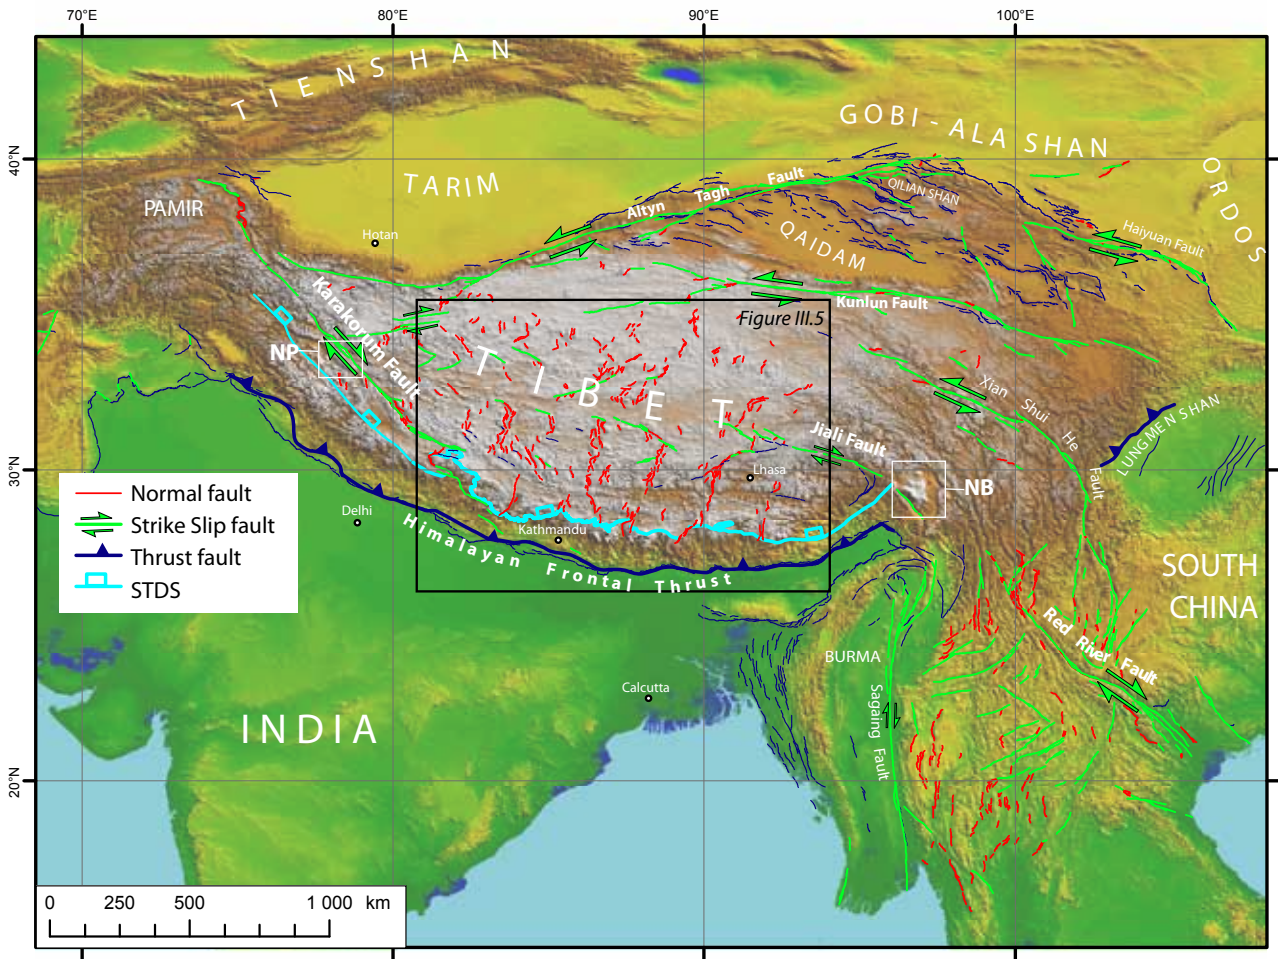 70°E
80°E
90°E
100°E
40°N
30°N
20°N
TIENSHAN
GOBI - ALA SHAN
ORDOS
TARIM
PAMIR
Hotan
Altyn Tagh Fault
QILIAN SHAN
QAIDAM
Haiyuan Fault
Kunlun Fault
Karakorum Fault
Figure III.5
NP
TIBET
Xian Shui He Fault
Jiali Fault
LUNGMEN SHAN
Lhasa
NB
Delhi
Kathmandu
Himalayan Frontal Thrust
SOUTH
CHINA
Red River Fault
BURMA
Sagaing Fault
Calcutta
INDIA
Normal fault
Strike Slip fault
Thrust fault
STDS
0 250 500 1 000 km